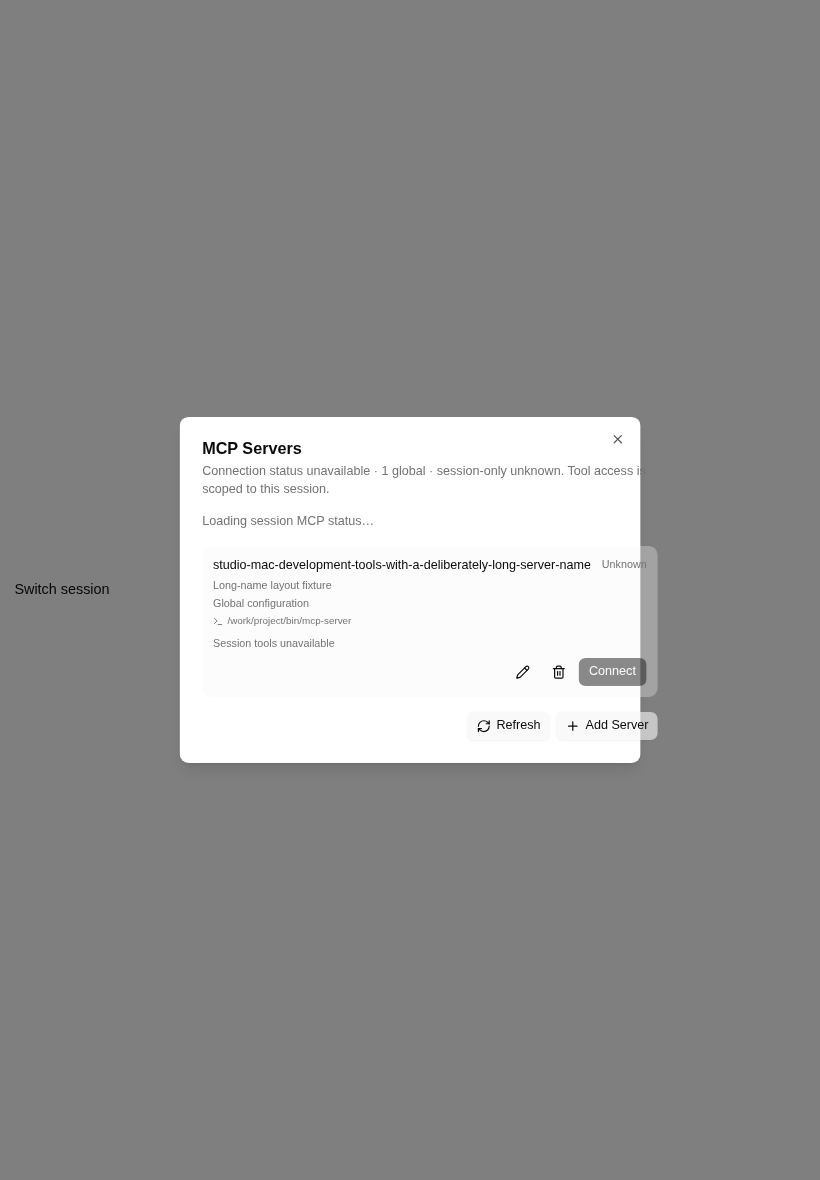 MCP Servers
Connection status unavailable · 1 global · session-only unknown. Tool access is
scoped to this session.
Loading session MCP status…
studio-mac-development-tools-with-a-deliberately-long-server-name Unknown
Long-name layout fixture
Switch session
Global configuration
/work/project/bin/mcp-server
Session tools unavailable
Connect
Refresh Add Server